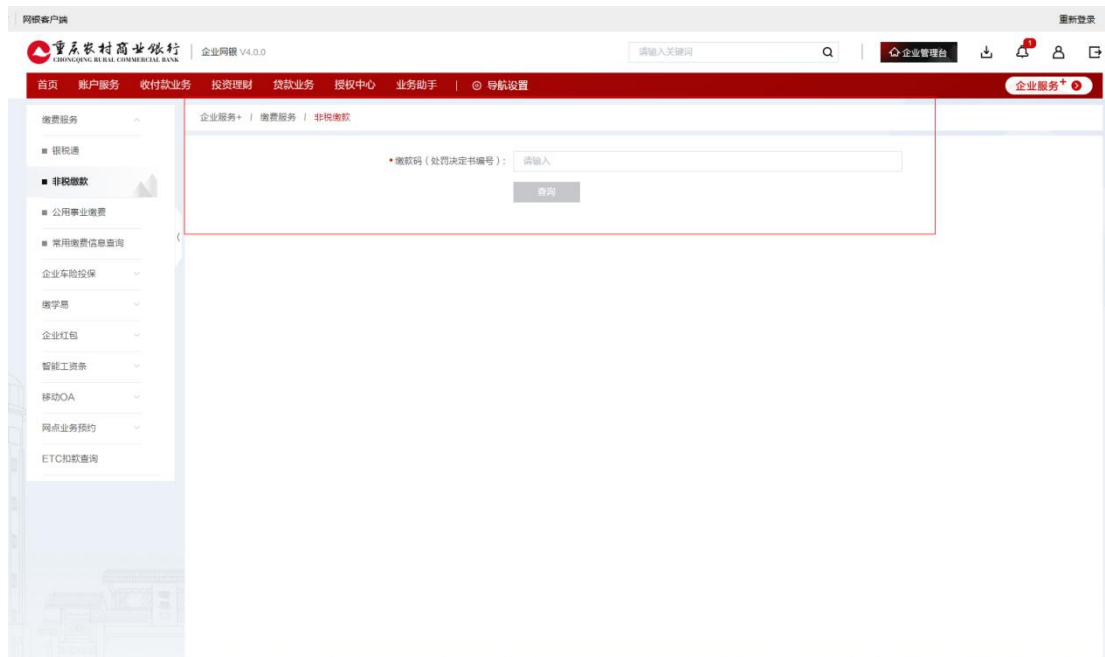 网银客户端 重新登录
重庆农村商业银行 企业网银 V4.0.0 请输入关键词 企业管理台 1
CHONGQING RURAL COMMERCIAL BANK
首页 账户服务 收付款业务 投资理财 贷款业务 授权中心 业务助手 | 导航设置 企业服务+
缴费服务
企业服务+ / 缴费服务 / 非税缴款
银税通
•缴款码（处罚决定书编号）： 请输入
非税缴款
查询
公用事业缴费
常用缴费信息查询
企业车险投保
缴学易
企业红包
智能工资条
移动OA
网点业务预约
ETC扣款查询